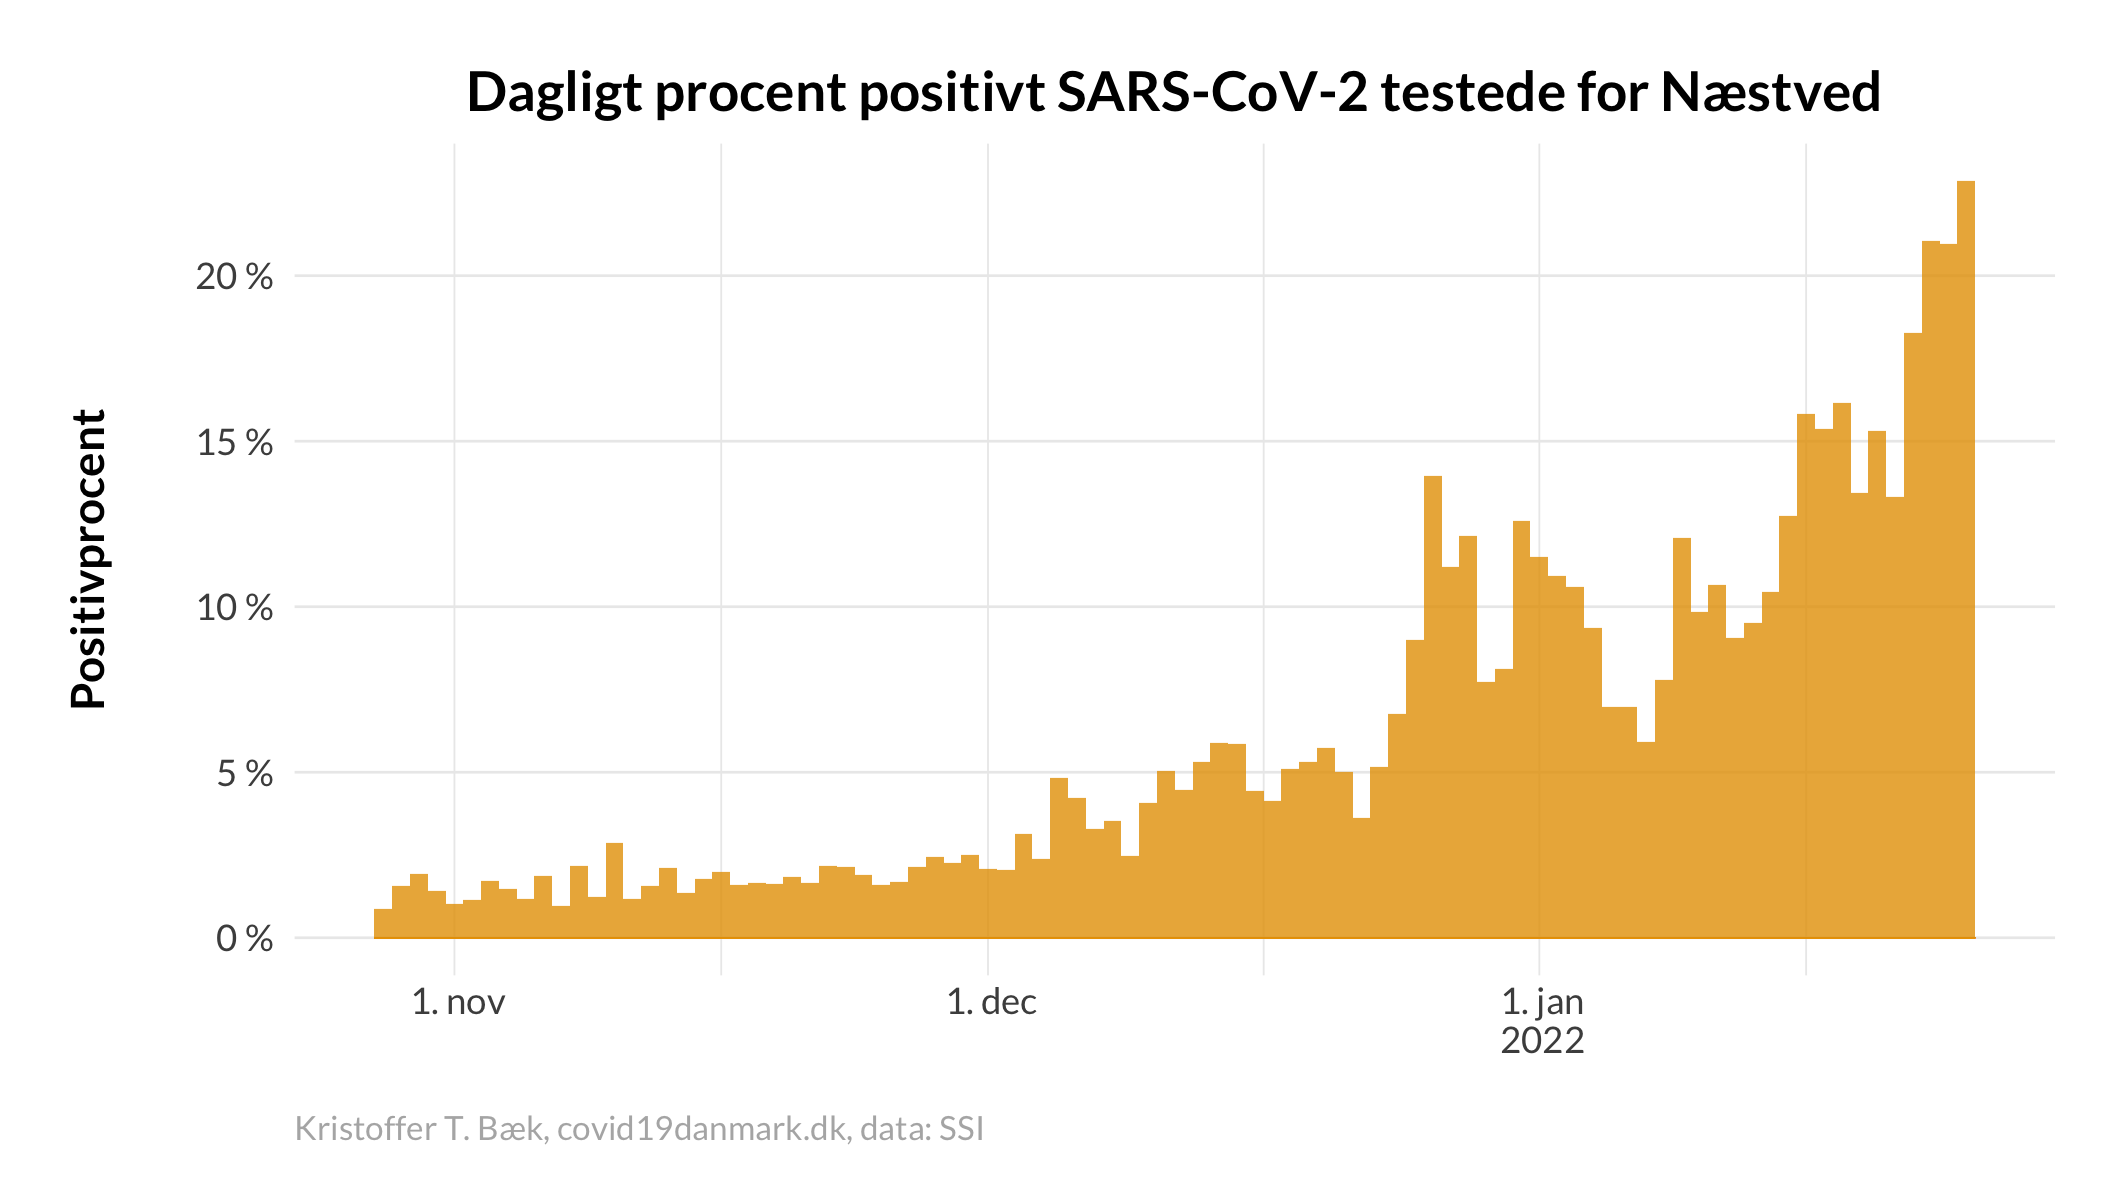 Dagligt procent positivt SARS-CoV-2 testede for Næstved
Positivprocent
20 %
15 %
10 %
5 %
0 %
1. nov
1. dec
1. jan
2022
Kristoffer T. Bæk, covid19danmark.dk, data: SSI